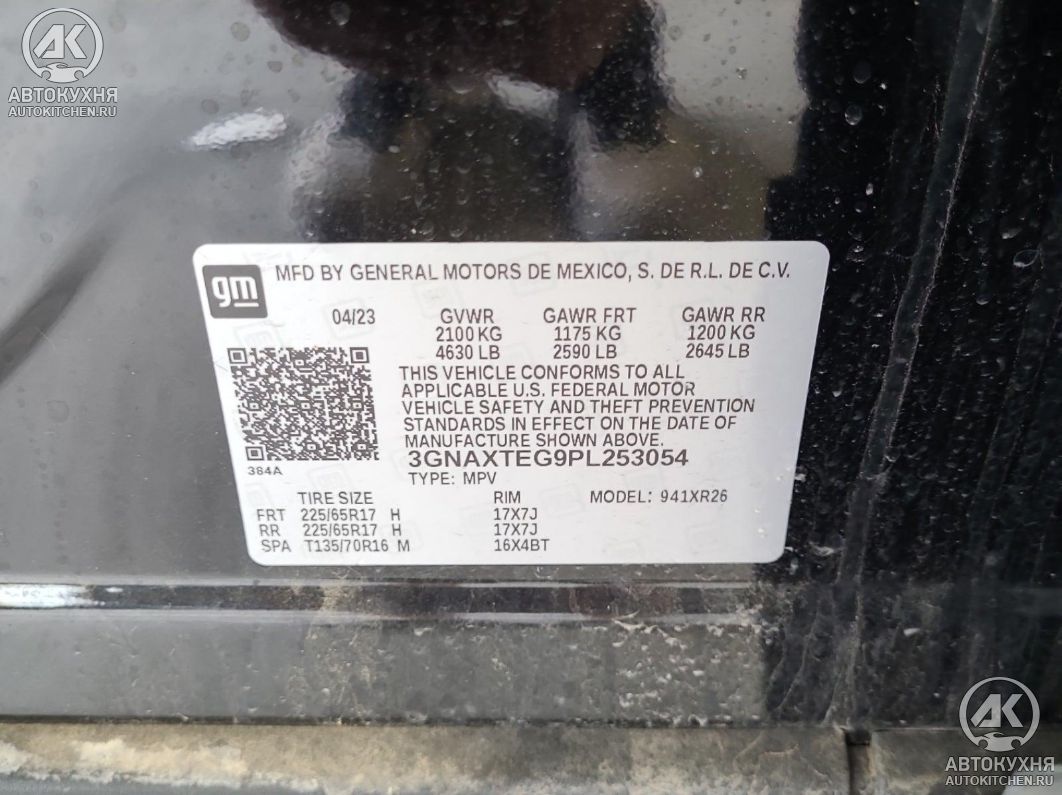 АК
АВТОКУХНЯ
AUTOKITCHEN.RU
gm MFD BY GENERAL MOTORS DE MEXICO, S. DE R.L. DE C.V.
04/23 GVWR GAWR FRT GAWR RR
2100 KG 1175 KG 1200 KG
4630 LB 2590 LB 2645 LB
THIS VEHICLE CONFORMS TO ALL
APPLICABLE U.S. FEDERAL MOTOR
VEHICLE SAFETY AND THEFT PREVENTION
STANDARDS IN EFFECT ON THE DATE OF
MANUFACTURE SHOWN ABOVE.
3GNAXTEG9PL253054
384A
TYPE: MPV
TIRE SIZE RIM MODEL: 941XR26
FRT 225/65R17 H 17X7J
RR 225/65R17 H 17X7J
SPA T135/70R16 M 16X4BT
АК
АВТОКУХНЯ
AUTOKITCHEN.RU